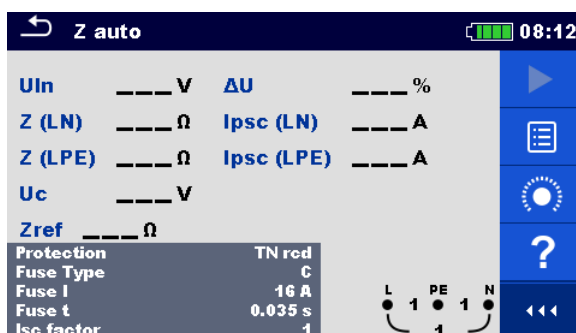 Z auto 08:12
Uln ___V ΔU ___%
Z (LN) ___Ω Ipsc (LN) ___A
Z (LPE) ___Ω Ipsc (LPE) ___A
Uc ___V
Zref ___Ω
Protection TN rcd
Fuse Type C
Fuse I 16 A
Fuse t 0.035 s
Isc factor 1
L PE N
1 1
1
?